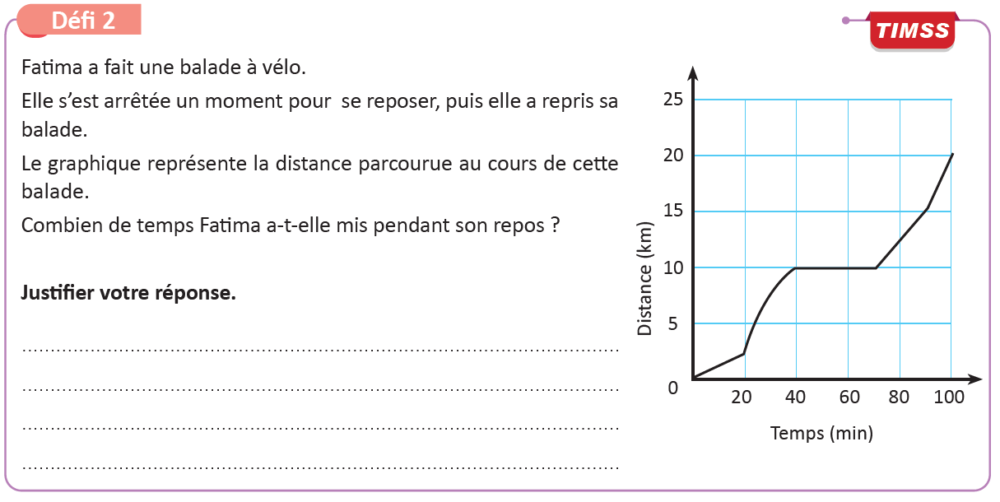 Défi 2
TIMSS
Fatima a fait une balade à vélo.
Elle s’est arrêtée un moment pour se reposer, puis elle a repris sa
balade.
Le graphique représente la distance parcourue au cours de cette
balade.
Combien de temps Fatima a-t-elle mis pendant son repos ?
Justifier votre réponse.
25
20
15
10
5
0
Distance (km)
20 40 60 80 100
Temps (min)